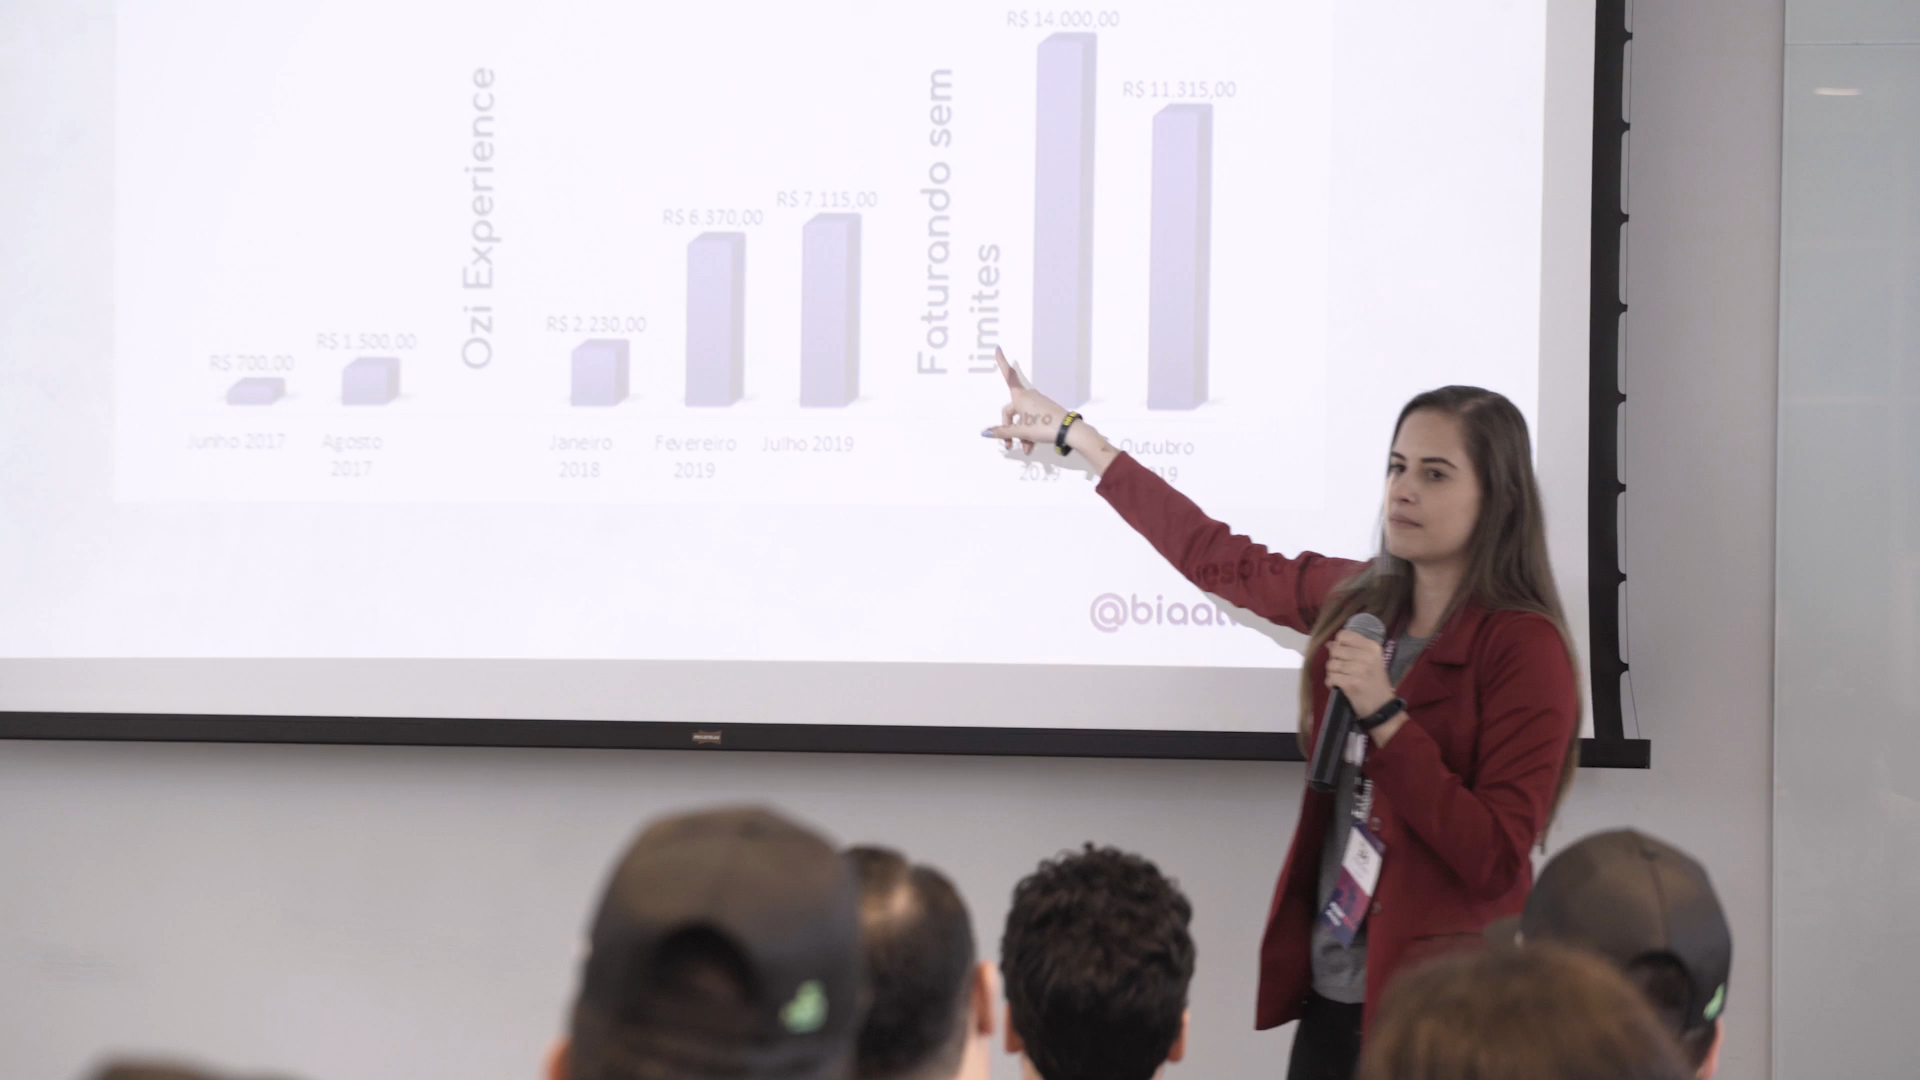 R$ 14.000,00
R$ 11.315,00
R$ 7.115,00
R$ 6.370,00
R$ 2.230,00
R$ 1.500,00
R$ 700,00
Ozi Experience
Faturando sem
limites
Junho 2017
Agosto
2017
Janeiro
2018
Fevereiro
2019
Julho 2019
2019
Outubro